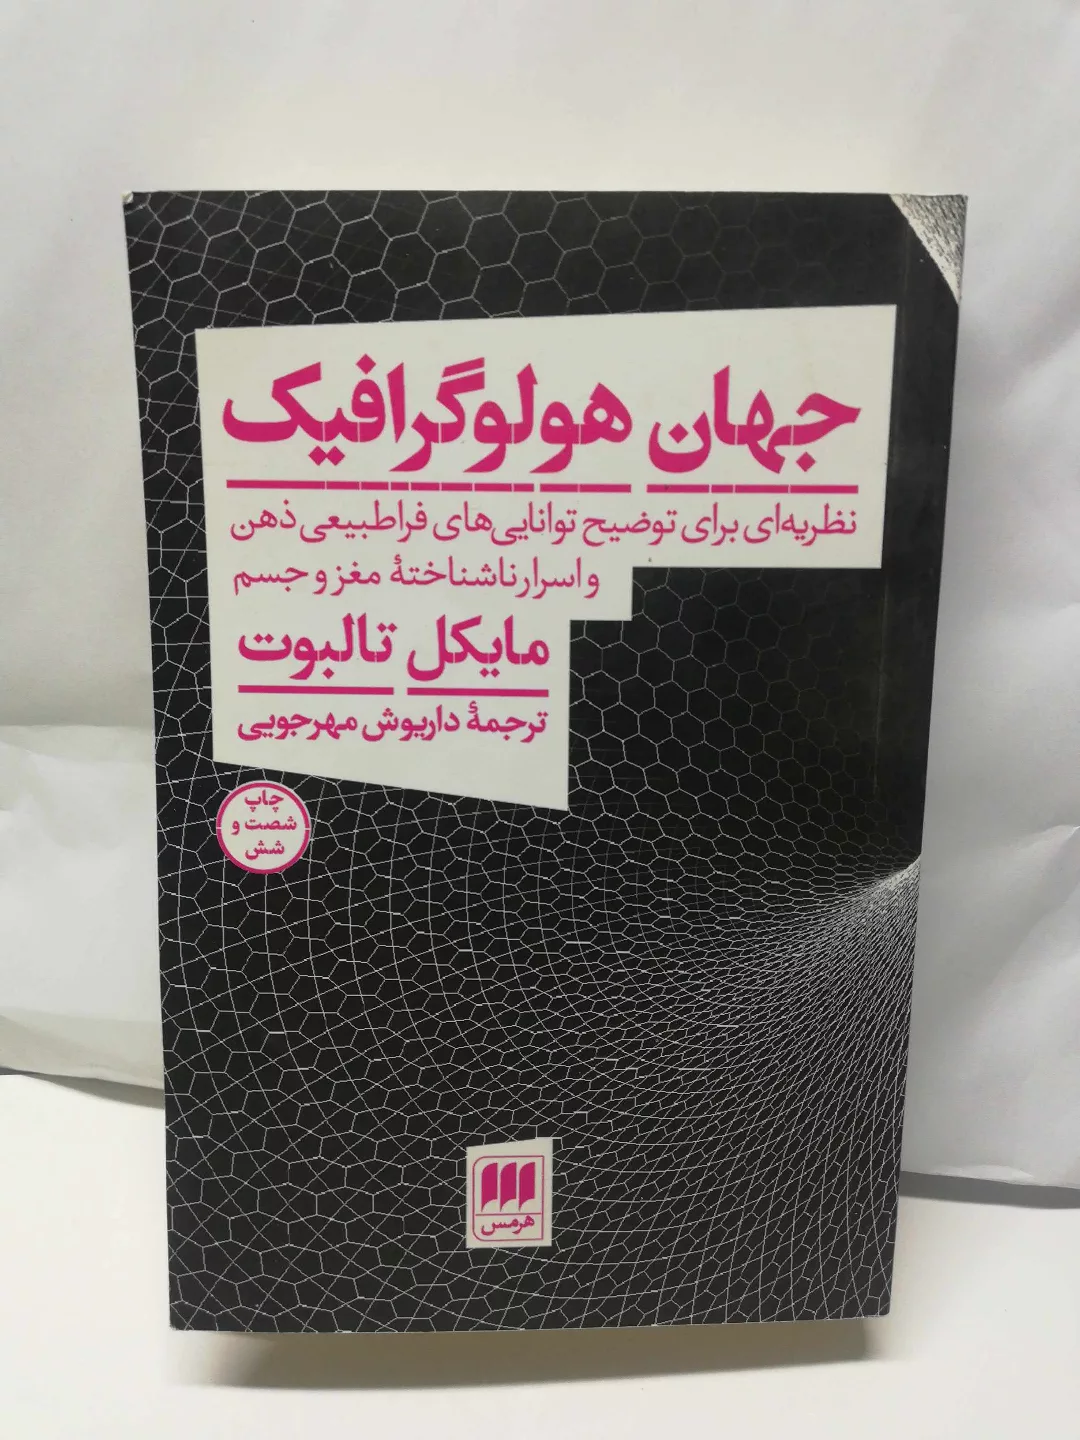 جهان هولوگرافیک
نظریه‌ای برای توضیح توانایی‌های فراطبیعی ذهن
و اسرار ناشناختهٔ مغز و جسم
مایکل تالبوت
ترجمهٔ داریوش مهرجویی
چاپ
شصت و
شش
هرمس